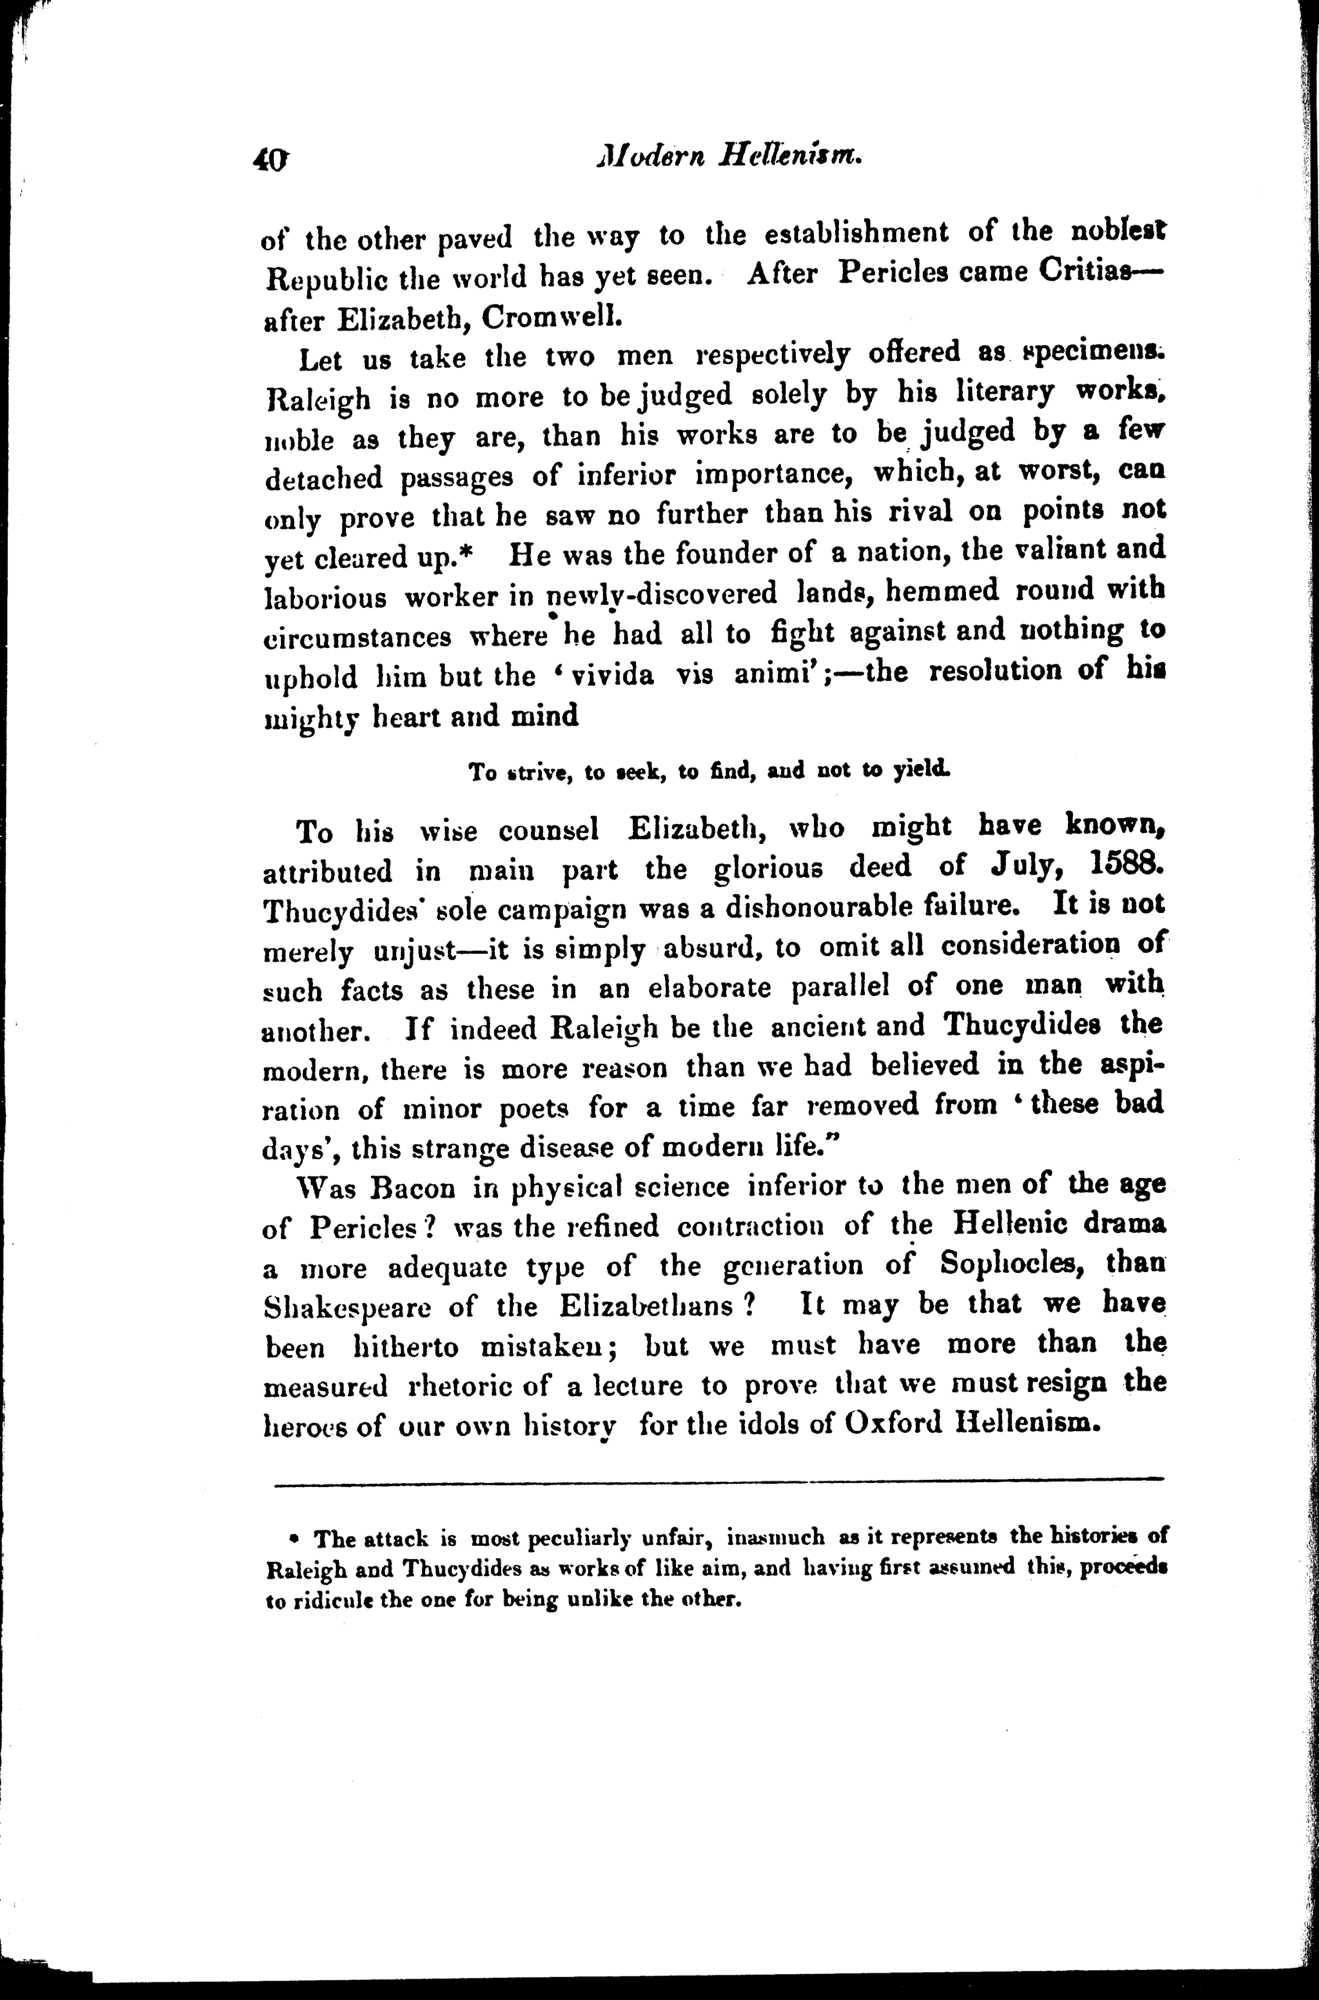 40 Modern Hellenism.
of the other paved the way to the establishment of the noblest
Republic the world has yet seen. After Pericles came Critias—
after Elizabeth, Cromwell.
Let us take the two men respectively offered as specimens.
Raleigh is no more to be judged solely by his literary works,
noble as they are, than his works are to be judged by a few
detached passages of inferior importance, which, at worst, can
only prove that he saw no further than his rival on points not
yet cleared up.* He was the founder of a nation, the valiant and
laborious worker in newly-discovered lands, hemmed round with
circumstances where he had all to fight against and nothing to
uphold him but the ‘vivida vis animi’;—the resolution of his
mighty heart and mind
To strive, to seek, to find, and not to yield.
To his wise counsel Elizabeth, who might have known,
attributed in main part the glorious deed of July, 1588.
Thucydides' sole campaign was a dishonourable failure. It is not
merely unjust—it is simply absurd, to omit all consideration of
such facts as these in an elaborate parallel of one man with
another. If indeed Raleigh be the ancient and Thucydides the
modern, there is more reason than we had believed in the aspi-
ration of minor poets for a time far removed from ‘these bad
days’, this strange disease of modern life.”
Was Bacon in physical science inferior to the men of the age
of Pericles? was the refined contraction of the Hellenic drama
a more adequate type of the generation of Sophocles, than
Shakespeare of the Elizabethans? It may be that we have
been hitherto mistaken; but we must have more than the
measured rhetoric of a lecture to prove that we must resign the
heroes of our own history for the idols of Oxford Hellenism.
* The attack is most peculiarly unfair, inasmuch as it represents the histories of
Raleigh and Thucydides as works of like aim, and having first assumed this, proceeds
to ridicule the one for being unlike the other.